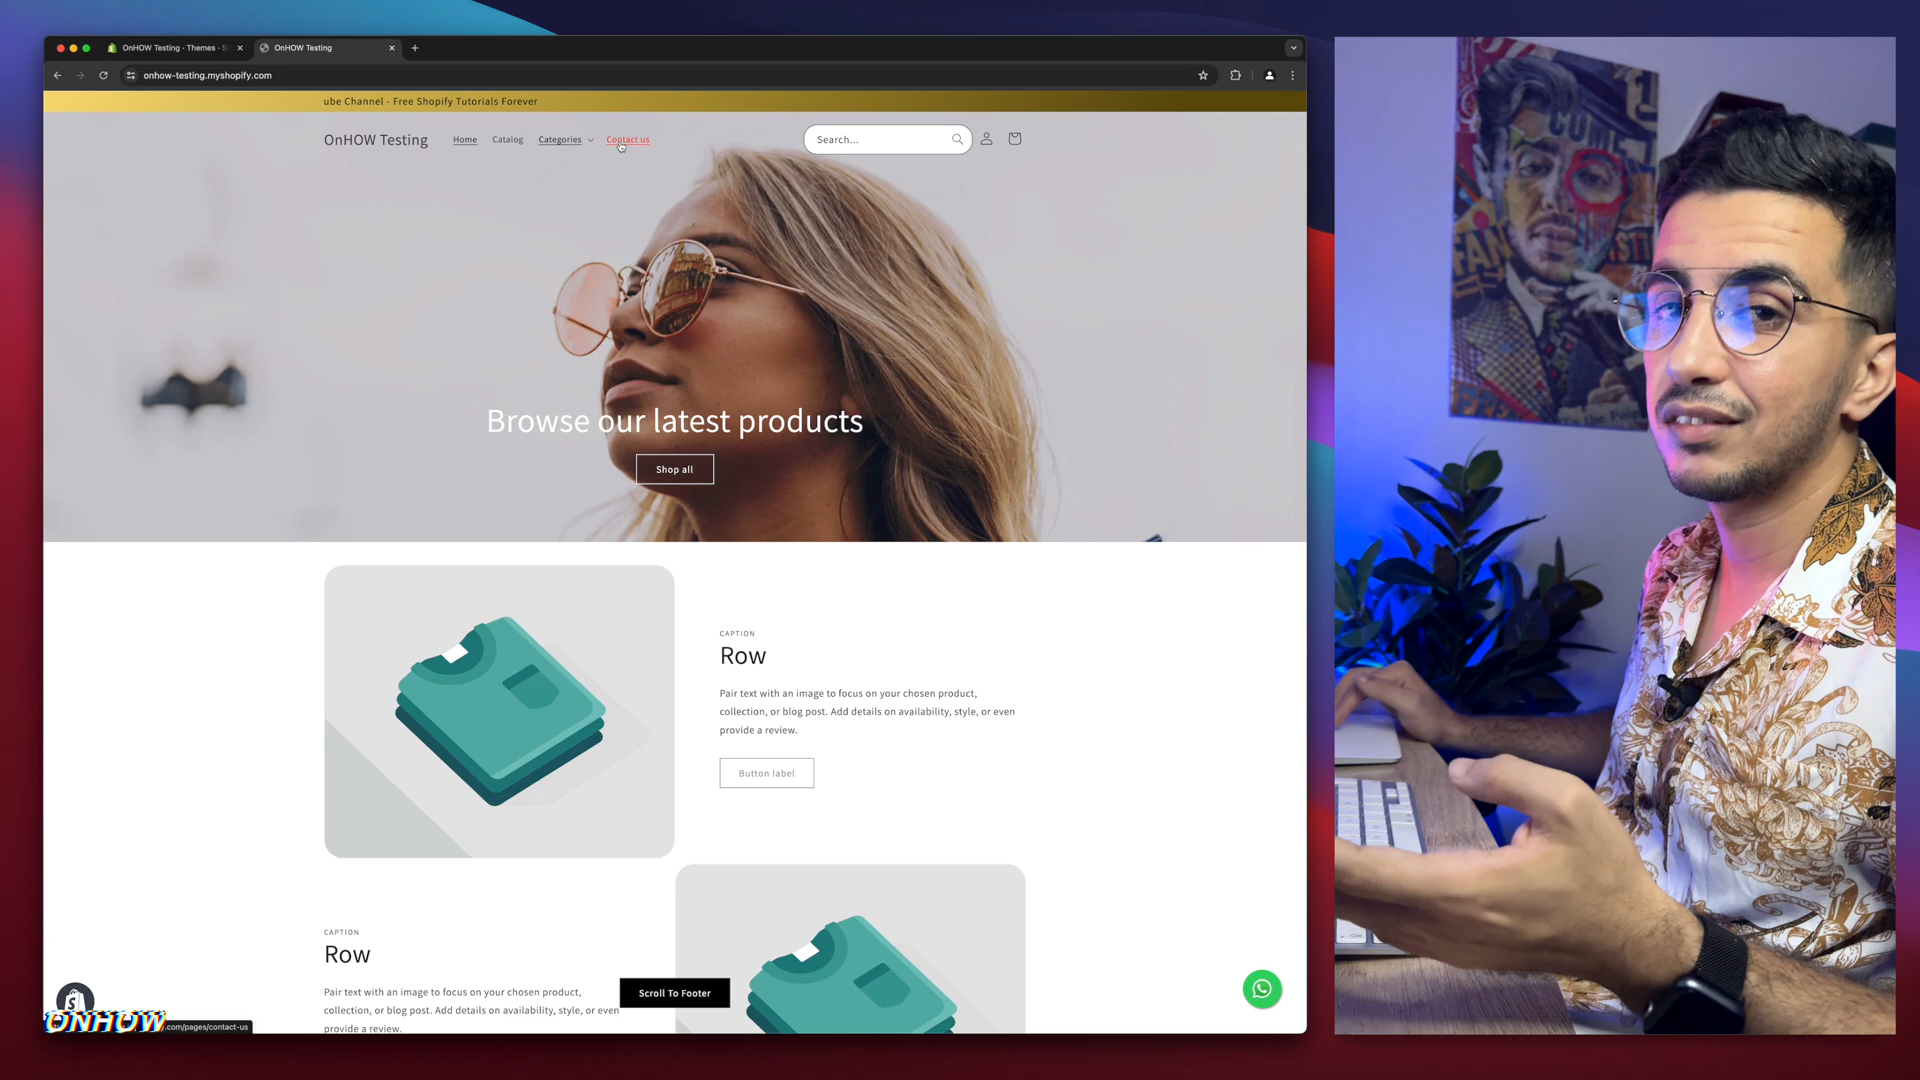 OnHOW Testing - Themes - S
OnHOW Testing
onhow-testing.myshopify.com
ube Channel - Free Shopify Tutorials Forever
OnHOW Testing
Home
Catalog
Categories
Contact us
Search...
Browse our latest products
Shop all
CAPTION
Row
Pair text with an image to focus on your chosen product,
collection, or blog post. Add details on availability, style, or even
provide a review.
Button label
CAPTION
Row
Pair text with an image to focus on your chosen product,
collection, or blog post. Add details on availability, style, or even
provide a review.
Scroll To Footer
ONHOW
.com/pages/contact-us
FAN
To the People